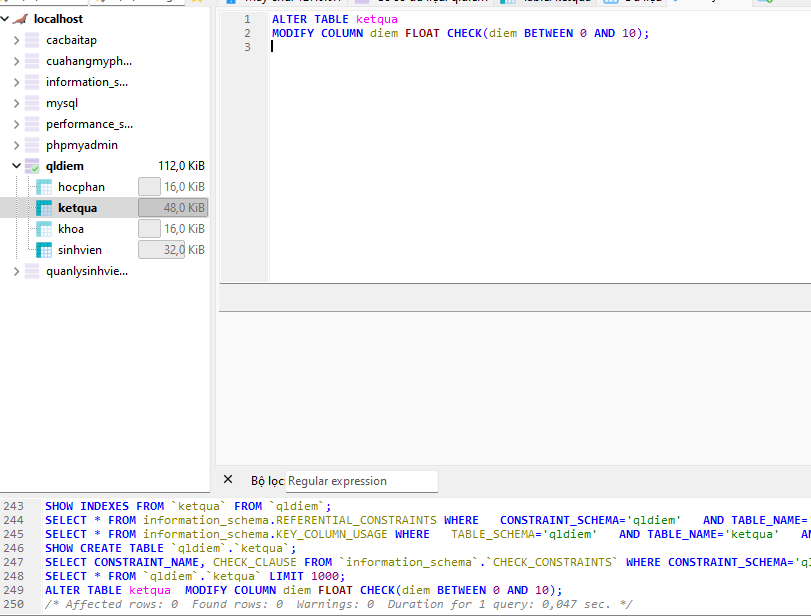 localhost
cacbaitap
cuahangmyph...
information_s...
mysql
performance_s...
phpmyadmin
qldiem 112,0 KiB
hocphan 16,0 KiB
ketqua 48,0 KiB
khoa 16,0 KiB
sinhvien 32,0 KiB
quanlysinhvie...
1 ALTER TABLE ketqua
2 MODIFY COLUMN diem FLOAT CHECK(diem BETWEEN 0 AND 10);
3
Bộ lọc: Regular expression
243 SHOW INDEXES FROM `ketqua` FROM `qldiem`;
244 SELECT * FROM information_schema.REFERENTIAL_CONSTRAINTS WHERE CONSTRAINT_SCHEMA='qldiem' AND TABLE_NAME='
245 SELECT * FROM information_schema.KEY_COLUMN_USAGE WHERE TABLE_SCHEMA='qldiem' AND TABLE_NAME='ketqua' AN
246 SHOW CREATE TABLE `qldiem`.`ketqua`;
247 SELECT CONSTRAINT_NAME, CHECK_CLAUSE FROM `information_schema`.`CHECK_CONSTRAINTS` WHERE CONSTRAINT_SCHEMA='ql
248 SELECT * FROM `qldiem`.`ketqua` LIMIT 1000;
249 ALTER TABLE ketqua MODIFY COLUMN diem FLOAT CHECK(diem BETWEEN 0 AND 10);
250 /* Affected rows: 0 Found rows: 0 Warnings: 0 Duration for 1 query: 0,047 sec. */